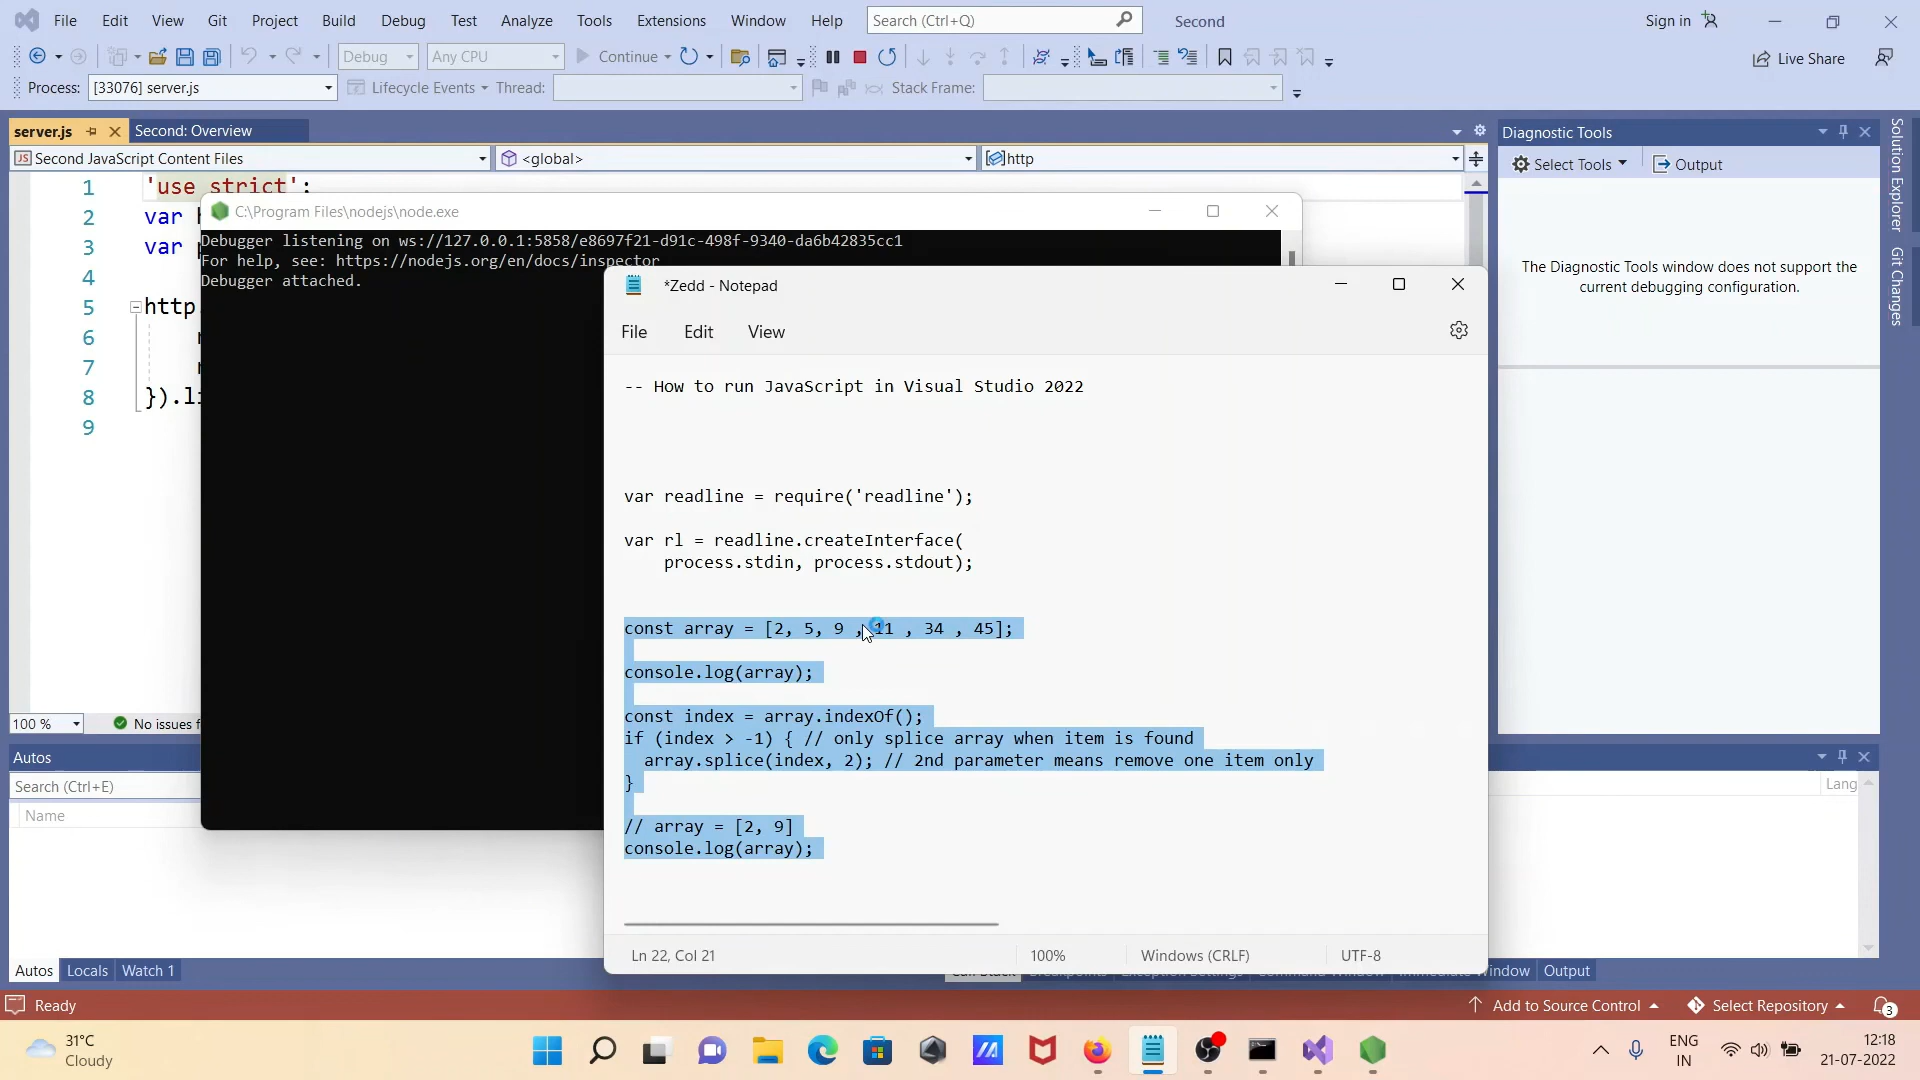 File Edit View Git Project Build Debug Test Analyze Tools Extensions Window Help Search (Ctrl+Q) Second Sign in
Debug Any CPU Continue Live Share
Process: [33076] server.js Lifecycle Events Thread: Stack Frame:
server.js Second: Overview
Diagnostic Tools
JS Second JavaScript Content Files <global> http
Select Tools Output
Solution Explorer
Git Changes
The Diagnostic Tools window does not support the
current debugging configuration.
1 'use strict';
2 var
3 var
4
5 http
6
7
8 }).li
9
C:\Program Files\nodejs\node.exe
Debugger listening on ws://127.0.0.1:5858/e8697f21-d91c-498f-9340-da6b42835cc1
For help, see: https://nodejs.org/en/docs/inspector
Debugger attached.
*Zedd - Notepad
File Edit View
-- How to run JavaScript in Visual Studio 2022
var readline = require('readline');
var rl = readline.createInterface(
process.stdin, process.stdout);
const array = [2, 5, 9 , 11 , 34 , 45];
console.log(array);
const index = array.indexOf();
if (index > -1) { // only splice array when item is found
array.splice(index, 2); // 2nd parameter means remove one item only
}
// array = [2, 9]
console.log(array);
Ln 22, Col 21 100% Windows (CRLF) UTF-8
100 % No issues f
Autos
Search (Ctrl+E)
Name
Lang
Autos Locals Watch 1
Output
Ready Add to Source Control Select Repository 3
31°C
Cloudy
ENG
IN
12:18
21-07-2022